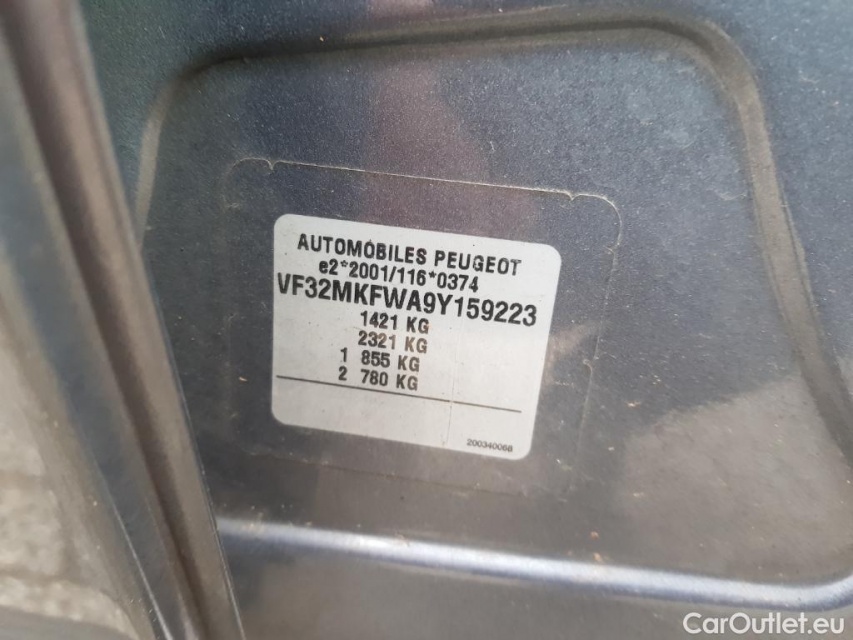 AUTOMOBILES PEUGEOT
e2*2001/116*0374
VF32MKFWA9Y159223
1421 KG
2321 KG
1 855 KG
2 780 KG
200340068
CarOutlet.eu